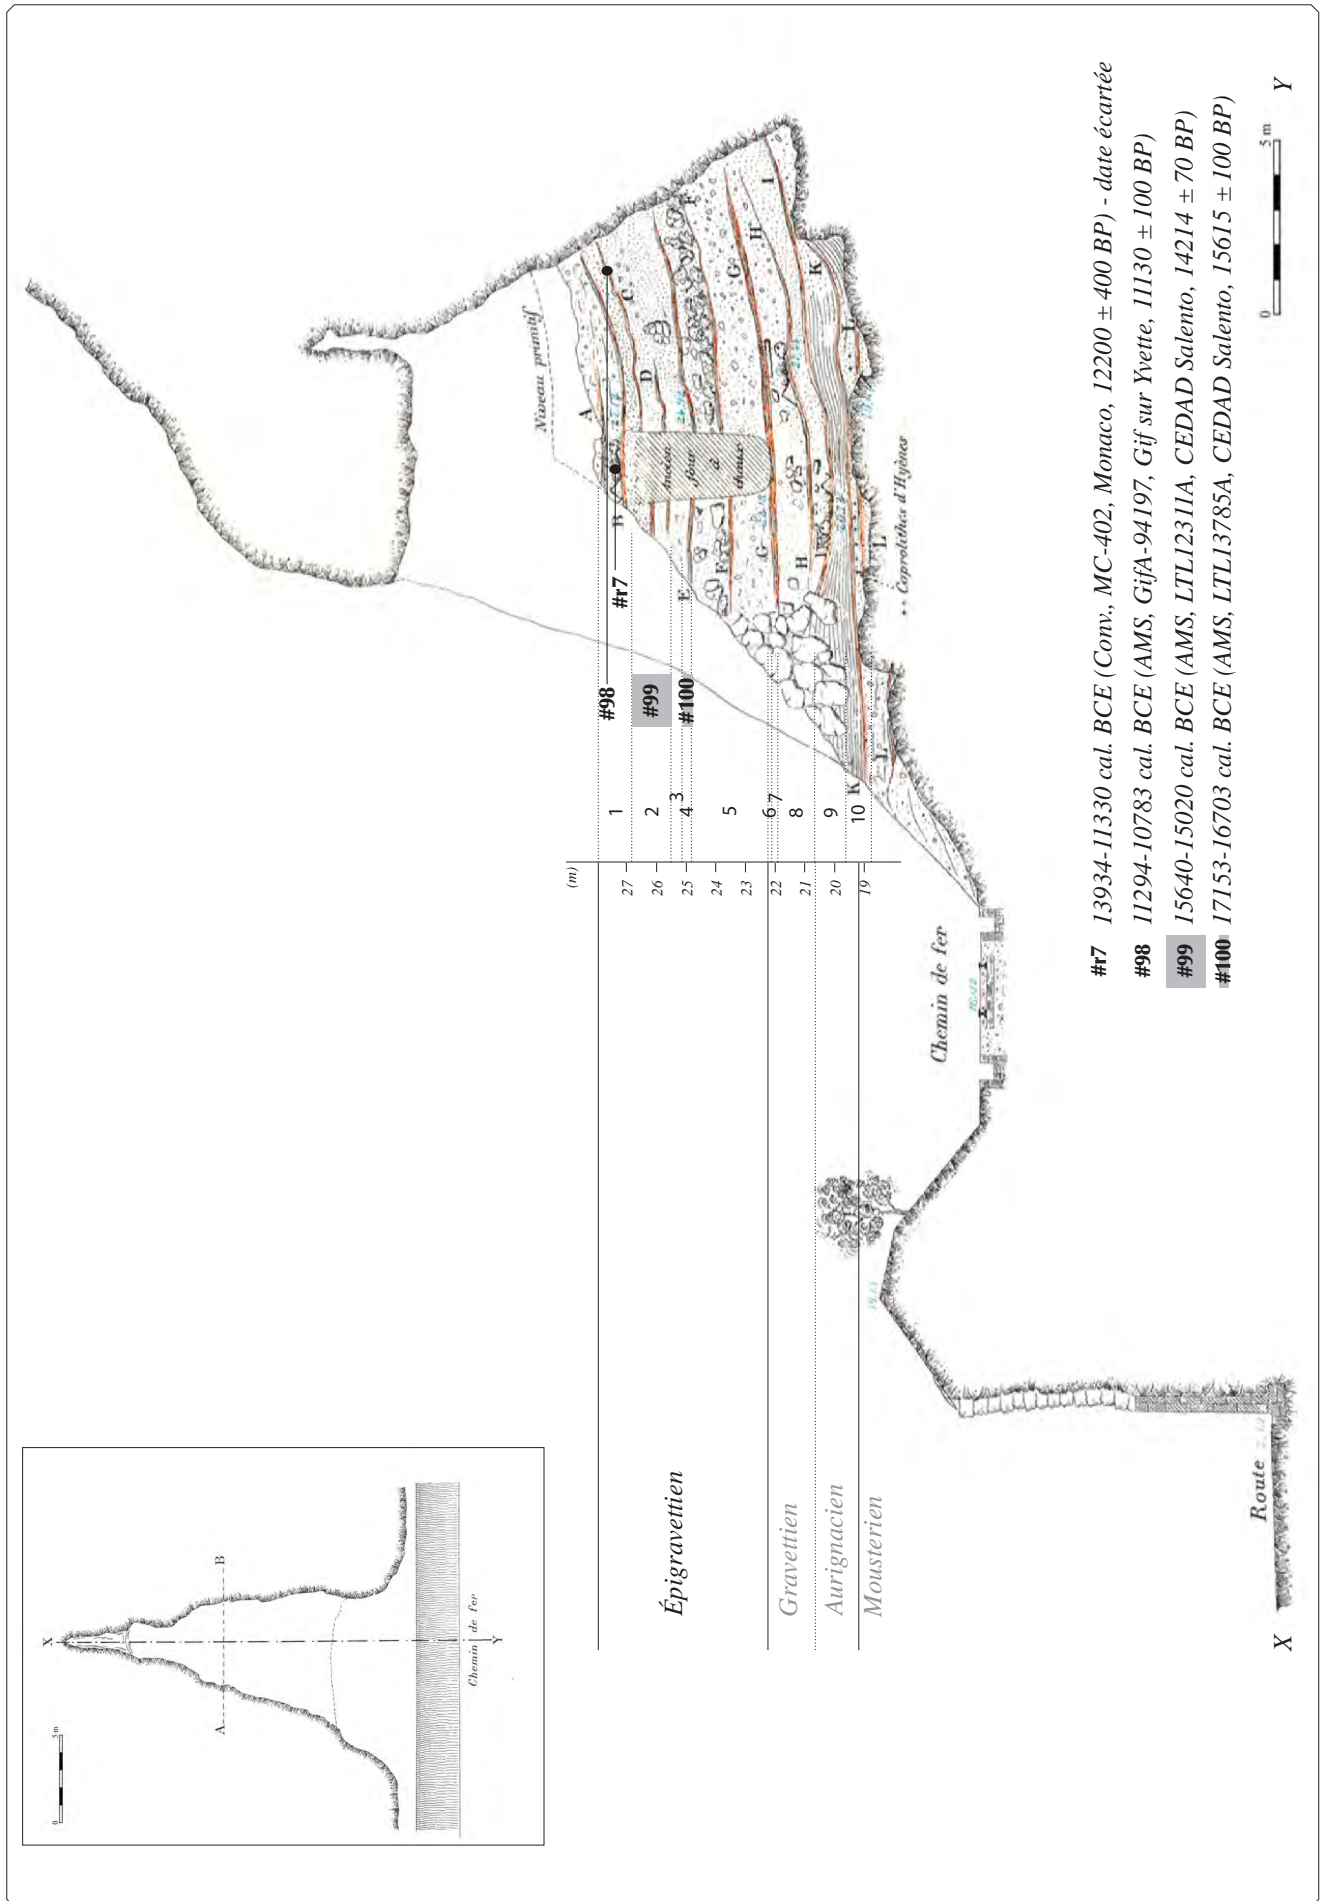 Niveau primitif
A
B
C
D
E
F
F
G
G
H
H
I
K
K
L
L
L
Ancien
four
à
chaux
•• Coprolithes d'Hyènes
#r7
#98
#99
#100
1
2
3
4
5
6
7
8
9
10
(m)
27
26
25
24
23
22
21
20
19
Chemin de fer
Épigravettien
Gravettien
Aurignacien
Mousterien
Route
X
Y
0
5 m
#r7 13934-11330 cal. BCE (Conv., MC-402, Monaco, 12200 ± 400 BP) - date écartée
#98 11294-10783 cal. BCE (AMS, GifA-94197, Gif sur Yvette, 11130 ± 100 BP)
#99 15640-15020 cal. BCE (AMS, LTL12311A, CEDAD Salento, 14214 ± 70 BP)
#100 17153-16703 cal. BCE (AMS, LTL13785A, CEDAD Salento, 15615 ± 100 BP)
0
5m
X
A
B
Y
Chemin de fer